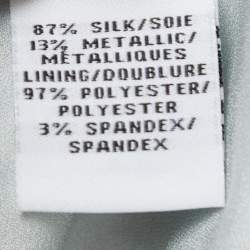 87% SILK/SOIE
13% METALLIC/
MÉTALLIQUES
LINING/DOUBLURE
97% POLYESTER/
POLYESTER
3% SPANDEX/
SPANDEX